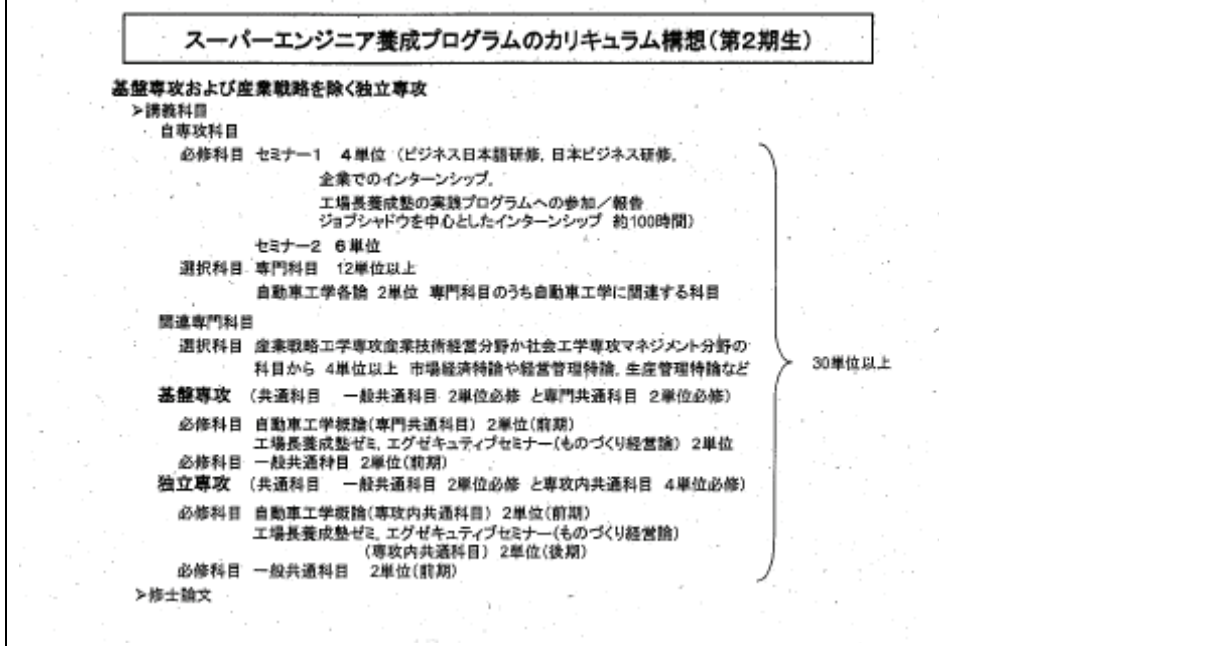 スーパーエンジニア養成プログラムのカリキュラム構想(第2期生)
基盤専攻および産業戦略を除く独立専攻
➢講義科目
自専攻科目
必修科目 セミナー1 4単位 (ビジネス日本語研修, 日本ビジネス研修,
企業でのインターンシップ,
工場長養成塾の実践プログラムへの参加/報告
ジョブシャドウを中心としたインターンシップ 約100時間)
セミナー2 6単位
選択科目 専門科目 12単位以上
自動車工学各論 2単位 専門科目のうち自動車工学に関連する科目
関連専門科目
選択科目 産業戦略工学専攻産業技術経営分野か社会工学専攻マネジメント分野の
科目から 4単位以上 市場経済特論や経営管理特論, 生産管理特論など
30単位以上
基盤専攻 (共通科目 一般共通科目 2単位必修 と専門共通科目 2単位必修)
必修科目 自動車工学概論(専門共通科目) 2単位(前期)
工場長養成塾ゼミ, エグゼキュティブセミナー(ものづくり経営論) 2単位
必修科目 一般共通科目 2単位(前期)
独立専攻 (共通科目 一般共通科目 2単位必修 と専攻内共通科目 4単位必修)
必修科目 自動車工学概論(専攻内共通科目) 2単位(前期)
工場長養成塾ゼミ, エグゼキュティブセミナー(ものづくり経営論)
(専攻内共通科目) 2単位(後期)
必修科目 一般共通科目 2単位(前期)
➢修士論文